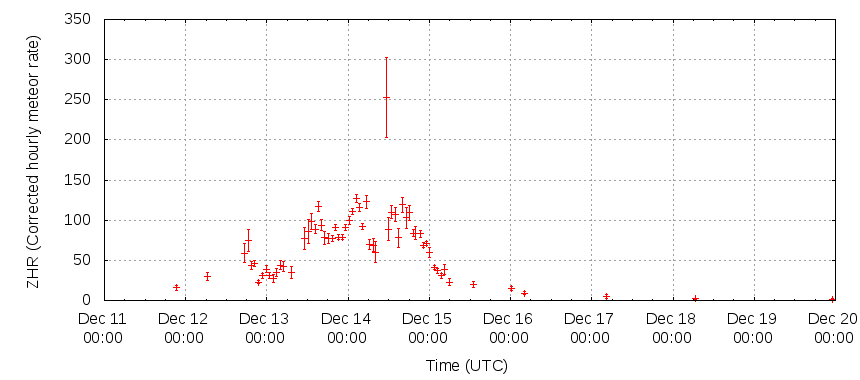 350
300
250
200
150
100
50
0
ZHR (Corrected hourly meteor rate)
Dec 11 Dec 12 Dec 13 Dec 14 Dec 15 Dec 16 Dec 17 Dec 18 Dec 19 Dec 20
00:00 00:00 00:00 00:00 00:00 00:00 00:00 00:00 00:00 00:00
Time (UTC)